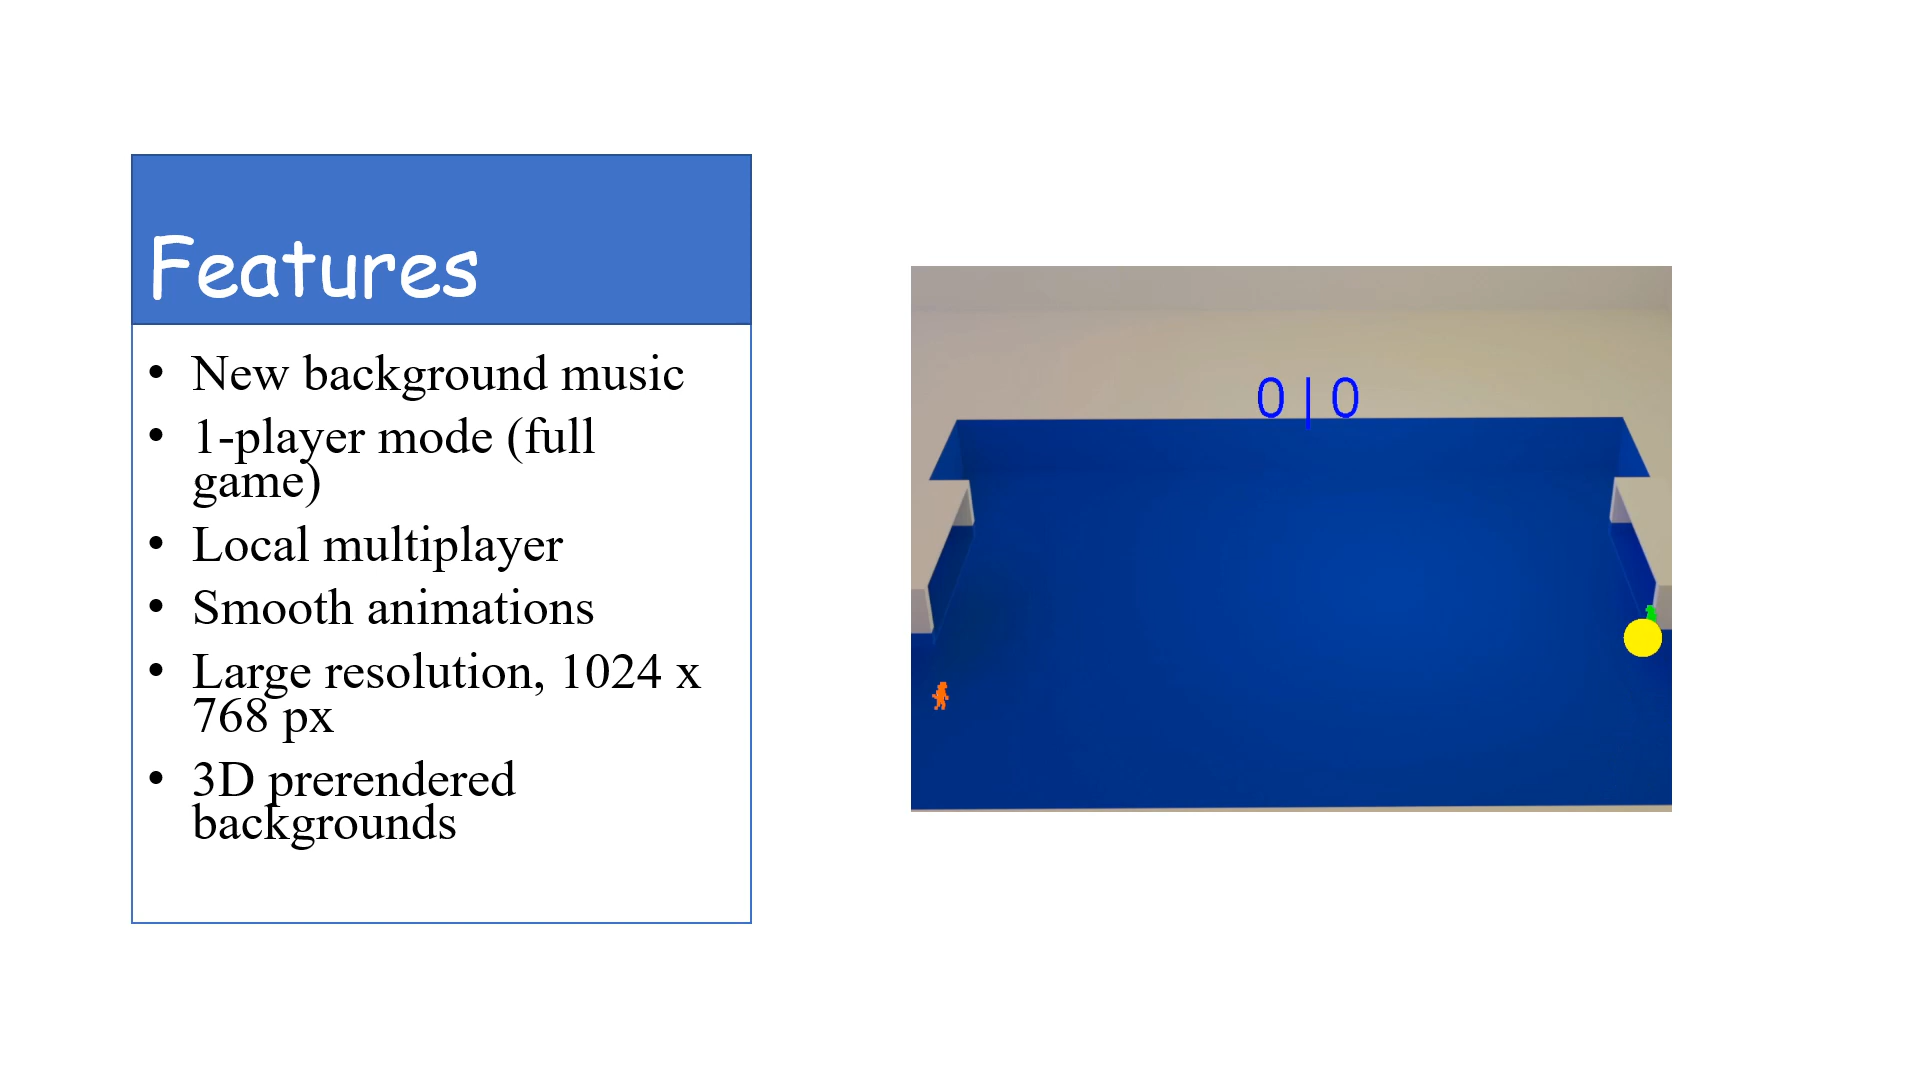 Features
• New background music
• 1-player mode (full
game)
• Local multiplayer
• Smooth animations
• Large resolution, 1024 x
768 px
• 3D prerendered
backgrounds
0 | 0